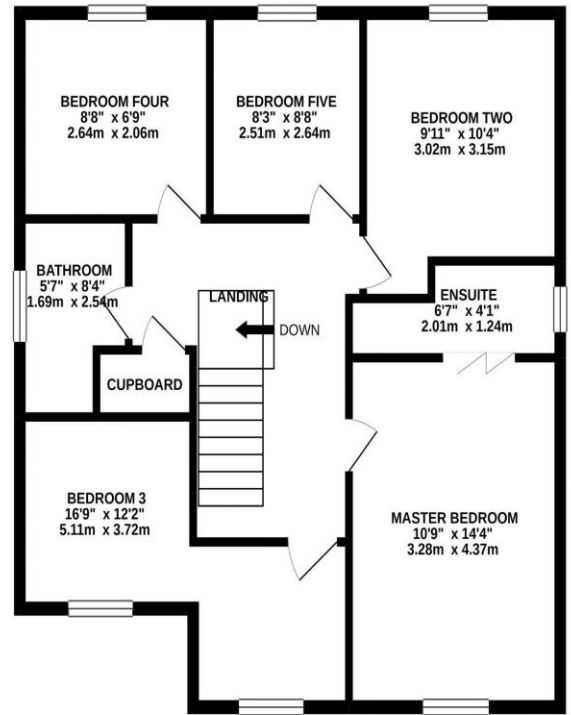 BEDROOM FOUR
8'8" x 6'9"
2.64m x 2.06m
BEDROOM FIVE
8'3" x 8'8"
2.51m x 2.64m
BEDROOM TWO
9'11" x 10'4"
3.02m x 3.15m
BATHROOM
5'7" x 8'4"
1.69m x 2.54m
LANDING
DOWN
ENSUITE
6'7" x 4'1"
2.01m x 1.24m
CUPBOARD
BEDROOM 3
16'9" x 12'2"
5.11m x 3.72m
MASTER BEDROOM
10'9" x 14'4"
3.28m x 4.37m